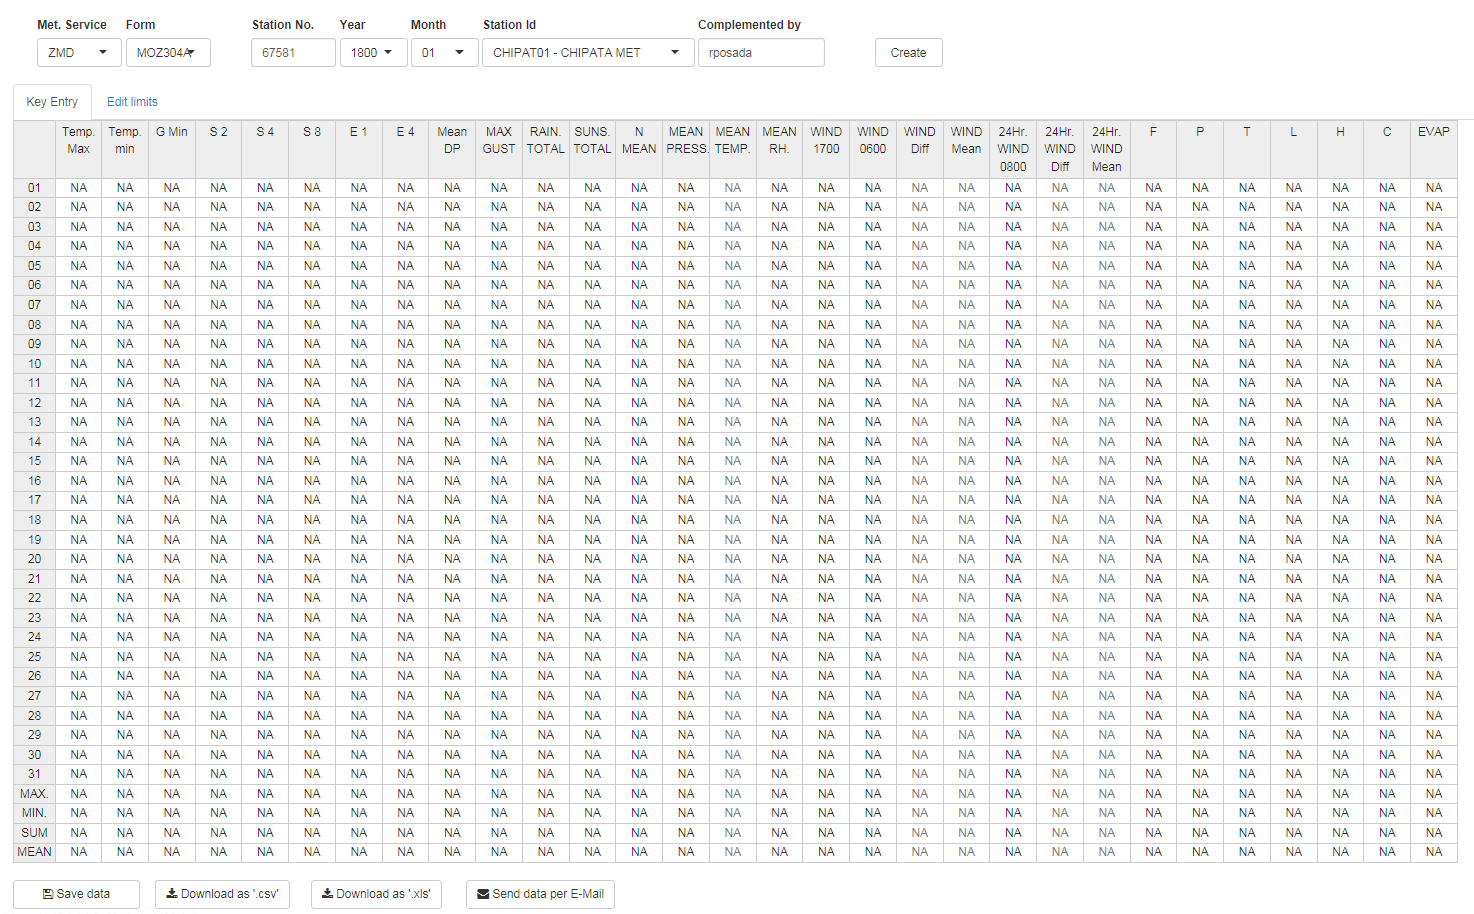 Met. Service Form Station No. Year Month Station Id Complemented by
ZMD MOZ304A 67581 1800 01 CHIPAT01 - CHIPATA MET rposada Create
Key Entry Edit limits
Temp. Max Temp. min G Min S 2 S 4 S 8 E 1 E 4 Mean DP MAX GUST RAIN. TOTAL SUNS. TOTAL N MEAN MEAN PRESS. MEAN TEMP. MEAN RH. WIND 1700 WIND 0600 WIND Diff WIND Mean 24Hr. WIND 0800 24Hr. WIND Diff 24Hr. WIND Mean F P T L H C EVAP
01 NA NA NA NA NA NA NA NA NA NA NA NA NA NA NA NA NA NA NA NA NA NA NA NA NA NA NA NA NA NA
02 NA NA NA NA NA NA NA NA NA NA NA NA NA NA NA NA NA NA NA NA NA NA NA NA NA NA NA NA NA NA
03 NA NA NA NA NA NA NA NA NA NA NA NA NA NA NA NA NA NA NA NA NA NA NA NA NA NA NA NA NA NA
04 NA NA NA NA NA NA NA NA NA NA NA NA NA NA NA NA NA NA NA NA NA NA NA NA NA NA NA NA NA NA
05 NA NA NA NA NA NA NA NA NA NA NA NA NA NA NA NA NA NA NA NA NA NA NA NA NA NA NA NA NA NA
06 NA NA NA NA NA NA NA NA NA NA NA NA NA NA NA NA NA NA NA NA NA NA NA NA NA NA NA NA NA NA
07 NA NA NA NA NA NA NA NA NA NA NA NA NA NA NA NA NA NA NA NA NA NA NA NA NA NA NA NA NA NA
08 NA NA NA NA NA NA NA NA NA NA NA NA NA NA NA NA NA NA NA NA NA NA NA NA NA NA NA NA NA NA
09 NA NA NA NA NA NA NA NA NA NA NA NA NA NA NA NA NA NA NA NA NA NA NA NA NA NA NA NA NA NA
10 NA NA NA NA NA NA NA NA NA NA NA NA NA NA NA NA NA NA NA NA NA NA NA NA NA NA NA NA NA NA
11 NA NA NA NA NA NA NA NA NA NA NA NA NA NA NA NA NA NA NA NA NA NA NA NA NA NA NA NA NA NA
12 NA NA NA NA NA NA NA NA NA NA NA NA NA NA NA NA NA NA NA NA NA NA NA NA NA NA NA NA NA NA
13 NA NA NA NA NA NA NA NA NA NA NA NA NA NA NA NA NA NA NA NA NA NA NA NA NA NA NA NA NA NA
14 NA NA NA NA NA NA NA NA NA NA NA NA NA NA NA NA NA NA NA NA NA NA NA NA NA NA NA NA NA NA
15 NA NA NA NA NA NA NA NA NA NA NA NA NA NA NA NA NA NA NA NA NA NA NA NA NA NA NA NA NA NA
16 NA NA NA NA NA NA NA NA NA NA NA NA NA NA NA NA NA NA NA NA NA NA NA NA NA NA NA NA NA NA
17 NA NA NA NA NA NA NA NA NA NA NA NA NA NA NA NA NA NA NA NA NA NA NA NA NA NA NA NA NA NA
18 NA NA NA NA NA NA NA NA NA NA NA NA NA NA NA NA NA NA NA NA NA NA NA NA NA NA NA NA NA NA
19 NA NA NA NA NA NA NA NA NA NA NA NA NA NA NA NA NA NA NA NA NA NA NA NA NA NA NA NA NA NA
20 NA NA NA NA NA NA NA NA NA NA NA NA NA NA NA NA NA NA NA NA NA NA NA NA NA NA NA NA NA NA
21 NA NA NA NA NA NA NA NA NA NA NA NA NA NA NA NA NA NA NA NA NA NA NA NA NA NA NA NA NA NA
22 NA NA NA NA NA NA NA NA NA NA NA NA NA NA NA NA NA NA NA NA NA NA NA NA NA NA NA NA NA NA
23 NA NA NA NA NA NA NA NA NA NA NA NA NA NA NA NA NA NA NA NA NA NA NA NA NA NA NA NA NA NA
24 NA NA NA NA NA NA NA NA NA NA NA NA NA NA NA NA NA NA NA NA NA NA NA NA NA NA NA NA NA NA
25 NA NA NA NA NA NA NA NA NA NA NA NA NA NA NA NA NA NA NA NA NA NA NA NA NA NA NA NA NA NA
26 NA NA NA NA NA NA NA NA NA NA NA NA NA NA NA NA NA NA NA NA NA NA NA NA NA NA NA NA NA NA
27 NA NA NA NA NA NA NA NA NA NA NA NA NA NA NA NA NA NA NA NA NA NA NA NA NA NA NA NA NA NA
28 NA NA NA NA NA NA NA NA NA NA NA NA NA NA NA NA NA NA NA NA NA NA NA NA NA NA NA NA NA NA
29 NA NA NA NA NA NA NA NA NA NA NA NA NA NA NA NA NA NA NA NA NA NA NA NA NA NA NA NA NA NA
30 NA NA NA NA NA NA NA NA NA NA NA NA NA NA NA NA NA NA NA NA NA NA NA NA NA NA NA NA NA NA
31 NA NA NA NA NA NA NA NA NA NA NA NA NA NA NA NA NA NA NA NA NA NA NA NA NA NA NA NA NA NA
MAX. NA NA NA NA NA NA NA NA NA NA NA NA NA NA NA NA NA NA NA NA NA NA NA NA NA NA NA NA NA NA
MIN. NA NA NA NA NA NA NA NA NA NA NA NA NA NA NA NA NA NA NA NA NA NA NA NA NA NA NA NA NA NA
SUM NA NA NA NA NA NA NA NA NA NA NA NA NA NA NA NA NA NA NA NA NA NA NA NA NA NA NA NA NA NA
MEAN NA NA NA NA NA NA NA NA NA NA NA NA NA NA NA NA NA NA NA NA NA NA NA NA NA NA NA NA NA NA
Save data Download as '.csv' Download as '.xls' Send data per E-Mail